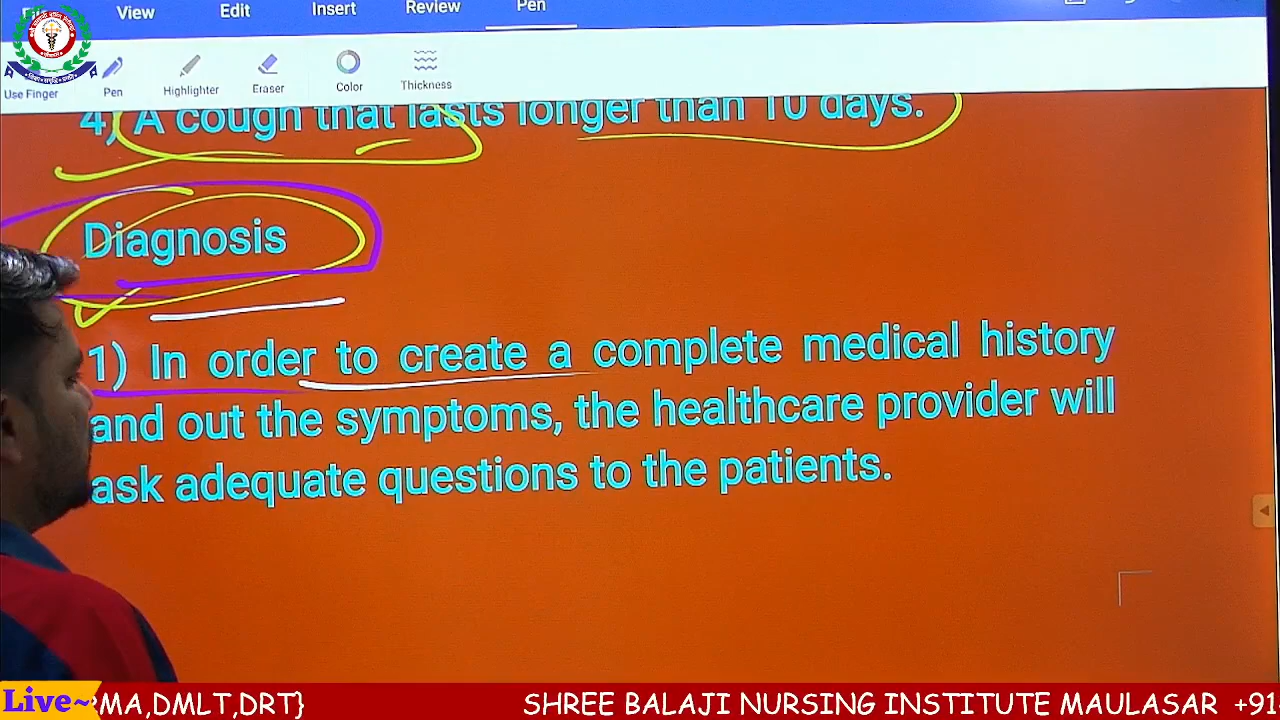 View Edit Insert Review Pen
Use Finger Pen Highlighter Eraser Color Thickness
4) A cough that lasts longer than 10 days.
Diagnosis
1) In order to create a complete medical history
and out the symptoms, the healthcare provider will
ask adequate questions to the patients.
Live~ MA,DMLT,DRT} SHREE BALAJI NURSING INSTITUTE MAULASAR +91